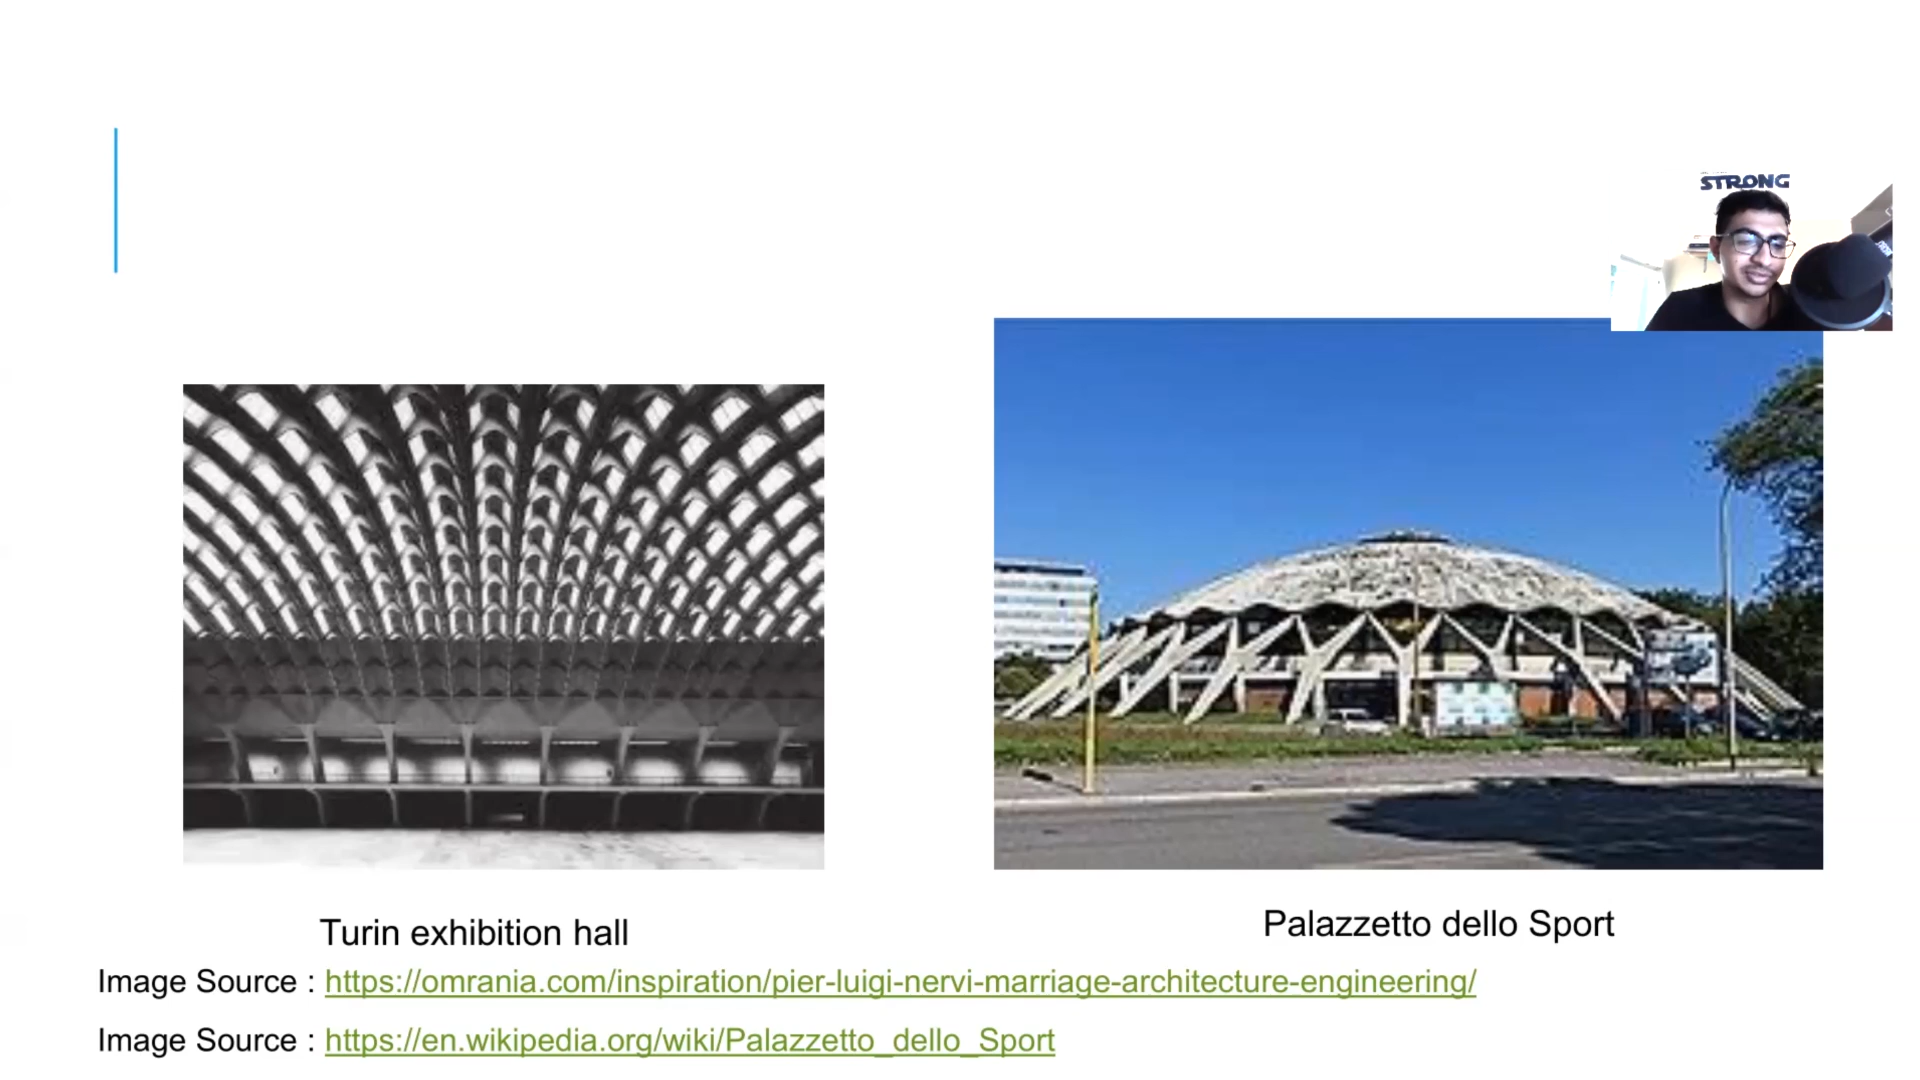 STRONG
Turin exhibition hall
Palazzetto dello Sport
Image Source : https://omrania.com/inspiration/pier-luigi-nervi-marriage-architecture-engineering/
Image Source : https://en.wikipedia.org/wiki/Palazzetto_dello_Sport